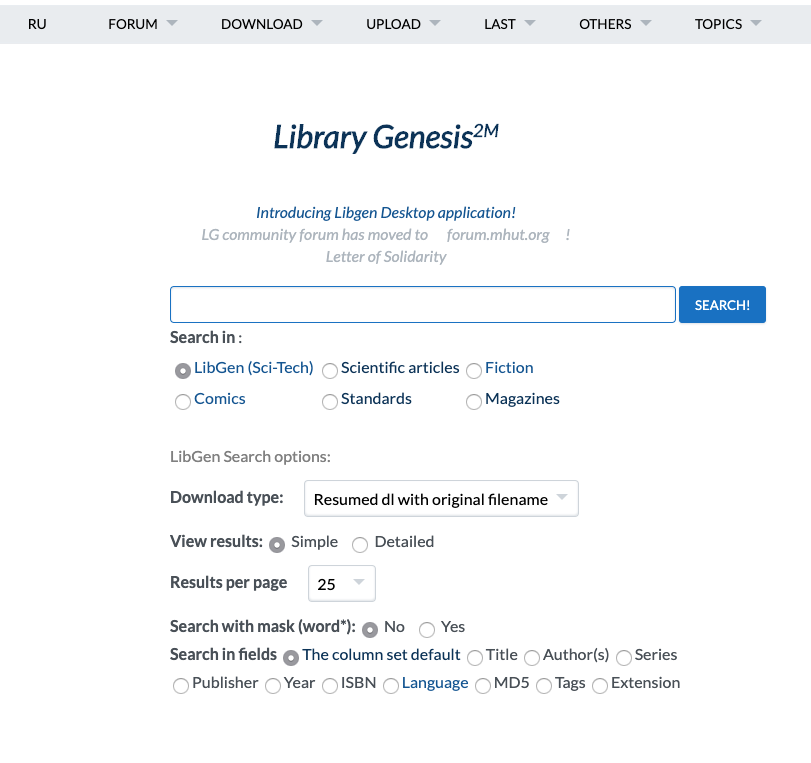 RU FORUM DOWNLOAD UPLOAD LAST OTHERS TOPICS
Library Genesis2M
Introducing Libgen Desktop application!
LG community forum has moved to forum.mhut.org !
Letter of Solidarity
SEARCH!
Search in :
LibGen (Sci-Tech) Scientific articles Fiction
Comics Standards Magazines
LibGen Search options:
Download type: Resumed dl with original filename
View results: Simple Detailed
Results per page 25
Search with mask (word*): No Yes
Search in fields The column set default Title Author(s) Series
Publisher Year ISBN Language MD5 Tags Extension